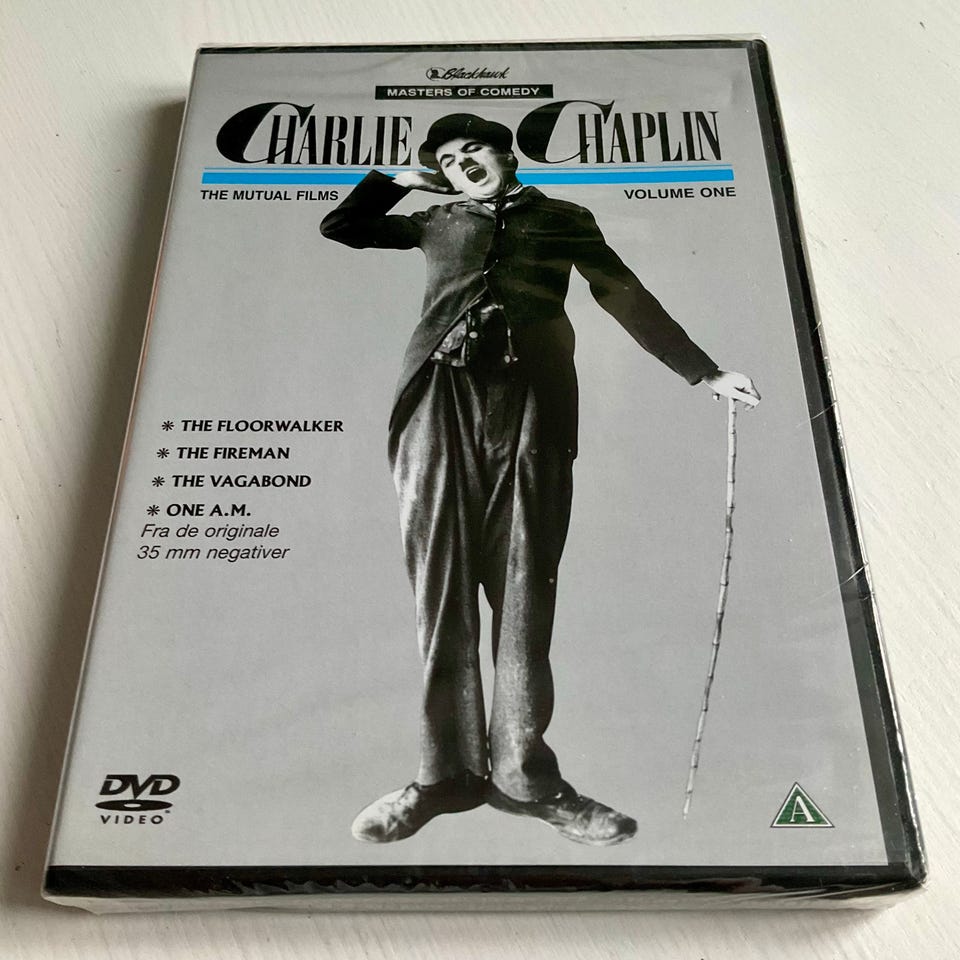 Blackhawk
MASTERS OF COMEDY
CHARLIE CHAPLIN
THE MUTUAL FILMS
VOLUME ONE
* THE FLOORWALKER
* THE FIREMAN
* THE VAGABOND
* ONE A.M.
Fra de originale
35 mm negativer
DVD
VIDEO
A